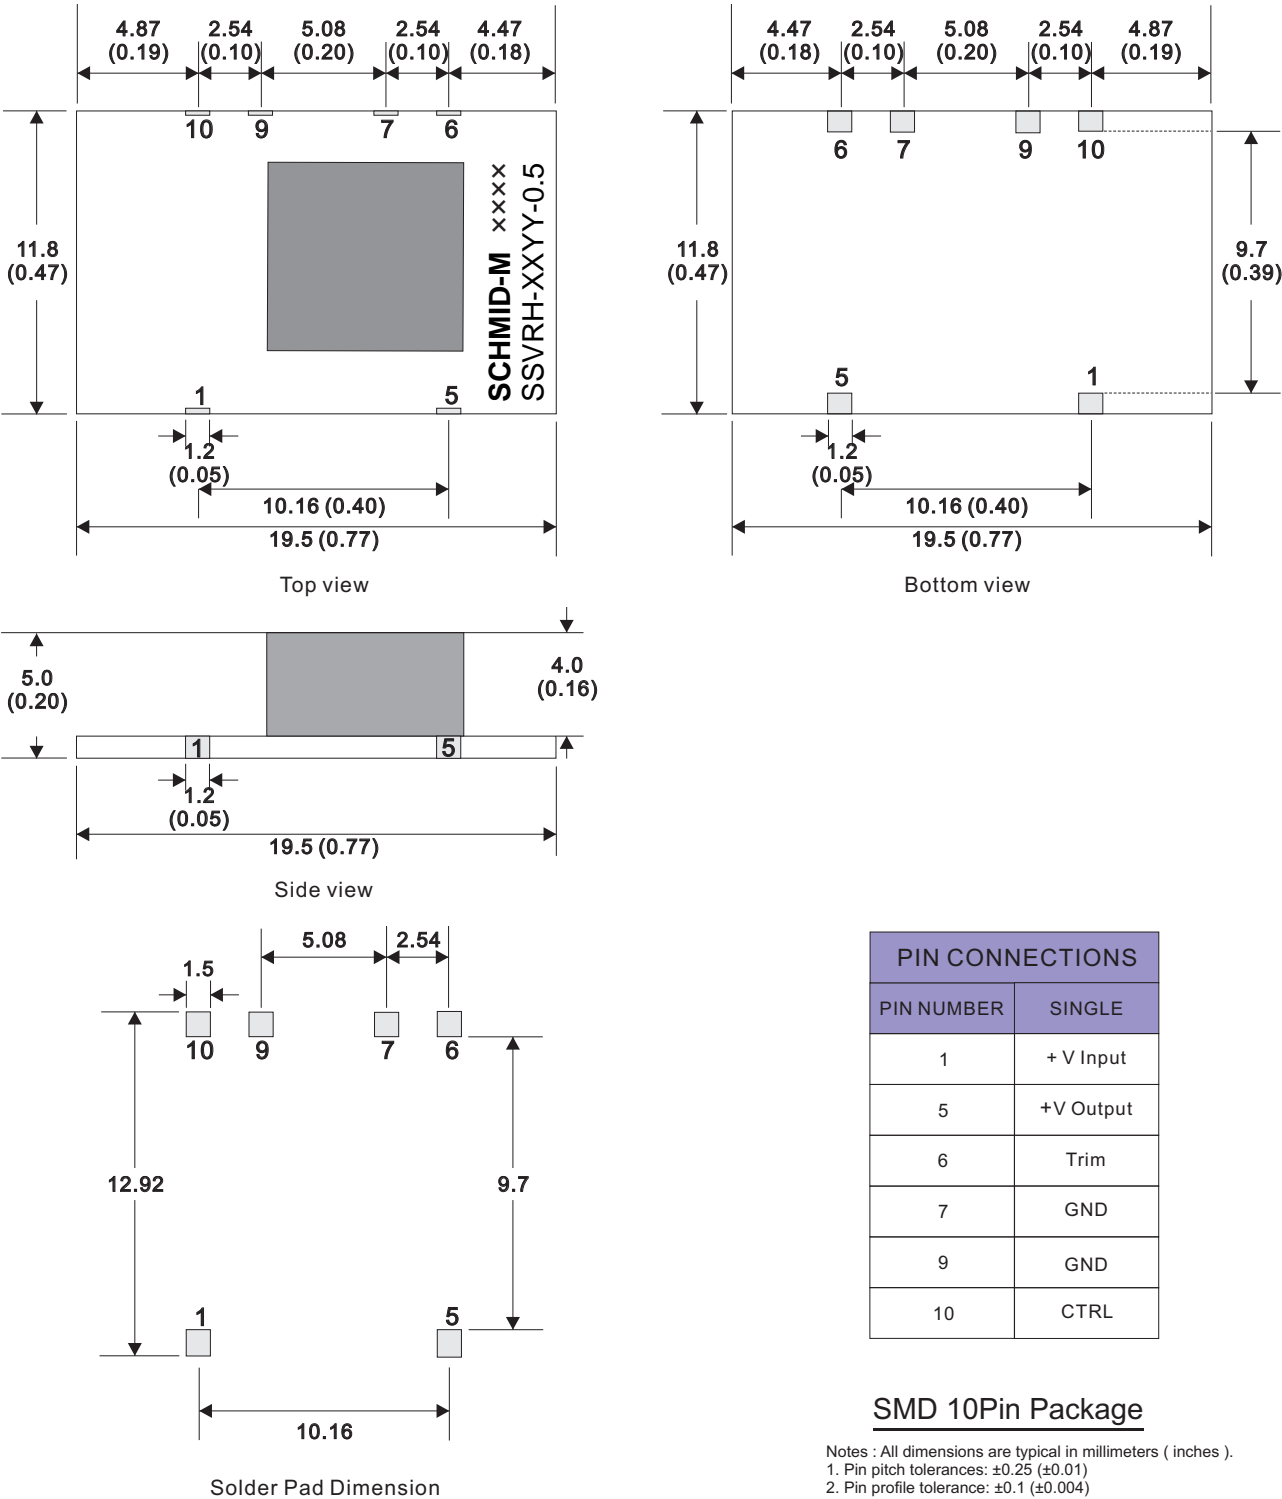 4.87 2.54 5.08 2.54 4.47
(0.19) (0.10) (0.20) (0.10) (0.18)
10 9 7 6
11.8
(0.47)
SCHMID-M ××××
SSVRH-XXYY-0.5
1 5
1.2
(0.05)
10.16 (0.40)
19.5 (0.77)
Top view
4.47 2.54 5.08 2.54 4.87
(0.18) (0.10) (0.20) (0.10) (0.19)
6 7 9 10
11.8
(0.47)
9.7
(0.39)
5 1
1.2
(0.05)
10.16 (0.40)
19.5 (0.77)
Bottom view
5.0
(0.20)
4.0
(0.16)
1 5
1.2
(0.05)
19.5 (0.77)
Side view
5.08 2.54
1.5
10 9 7 6
12.92 9.7
1 5
10.16
Solder Pad Dimension
PIN CONNECTIONS
PIN NUMBER SINGLE
1 + V Input
5 +V Output
6 Trim
7 GND
9 GND
10 CTRL
SMD 10Pin Package
Notes : All dimensions are typical in millimeters ( inches ).
1. Pin pitch tolerances: ±0.25 (±0.01)
2. Pin profile tolerance: ±0.1 (±0.004)